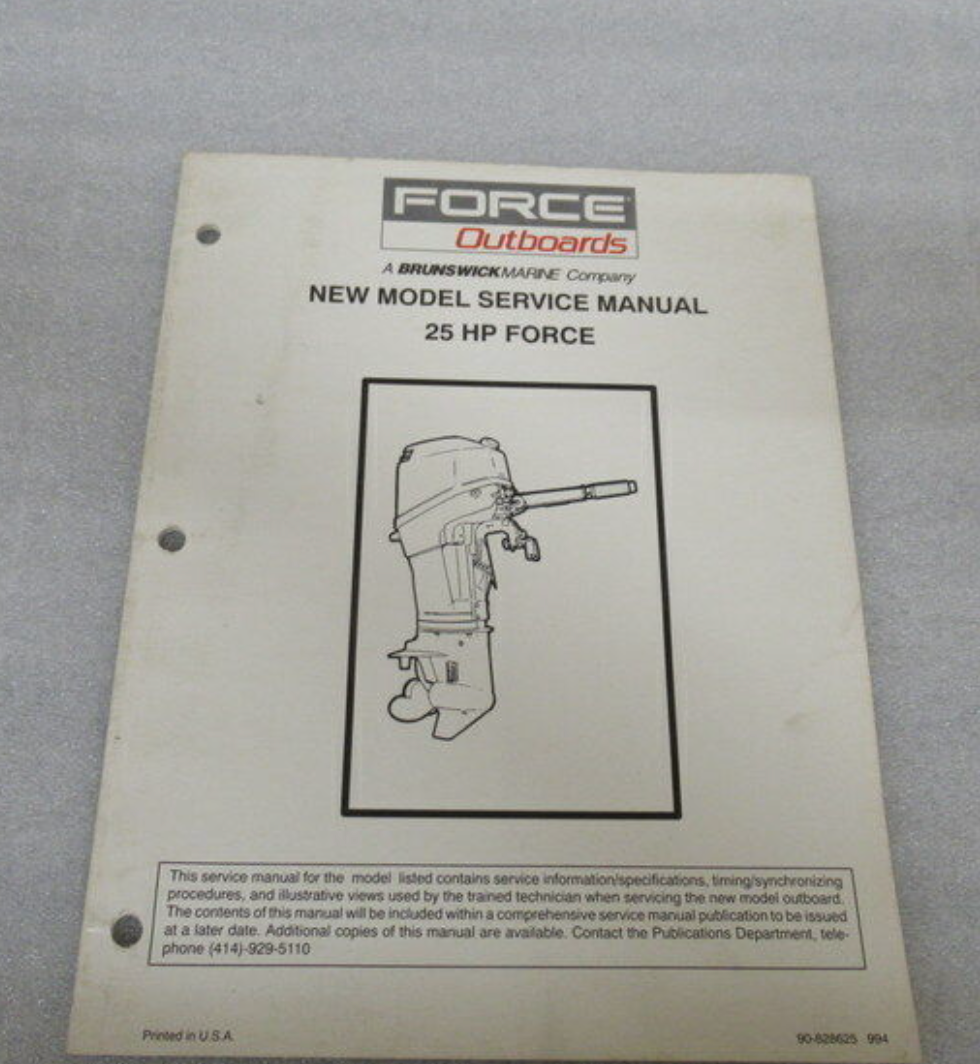 FORCE
Outboards
A BRUNSWICK MARINE Company
NEW MODEL SERVICE MANUAL
25 HP FORCE
This service manual for the model listed contains service information/specifications, timing/synchronizing
procedures, and illustrative views used by the trained technician when servicing the new model outboard.
The contents of this manual will be included within a comprehensive service manual publication to be issued
at a later date. Additional copies of this manual are available. Contact the Publications Department, tele-
phone (414)-929-5110
Printed in U.S.A.
90-828625 994